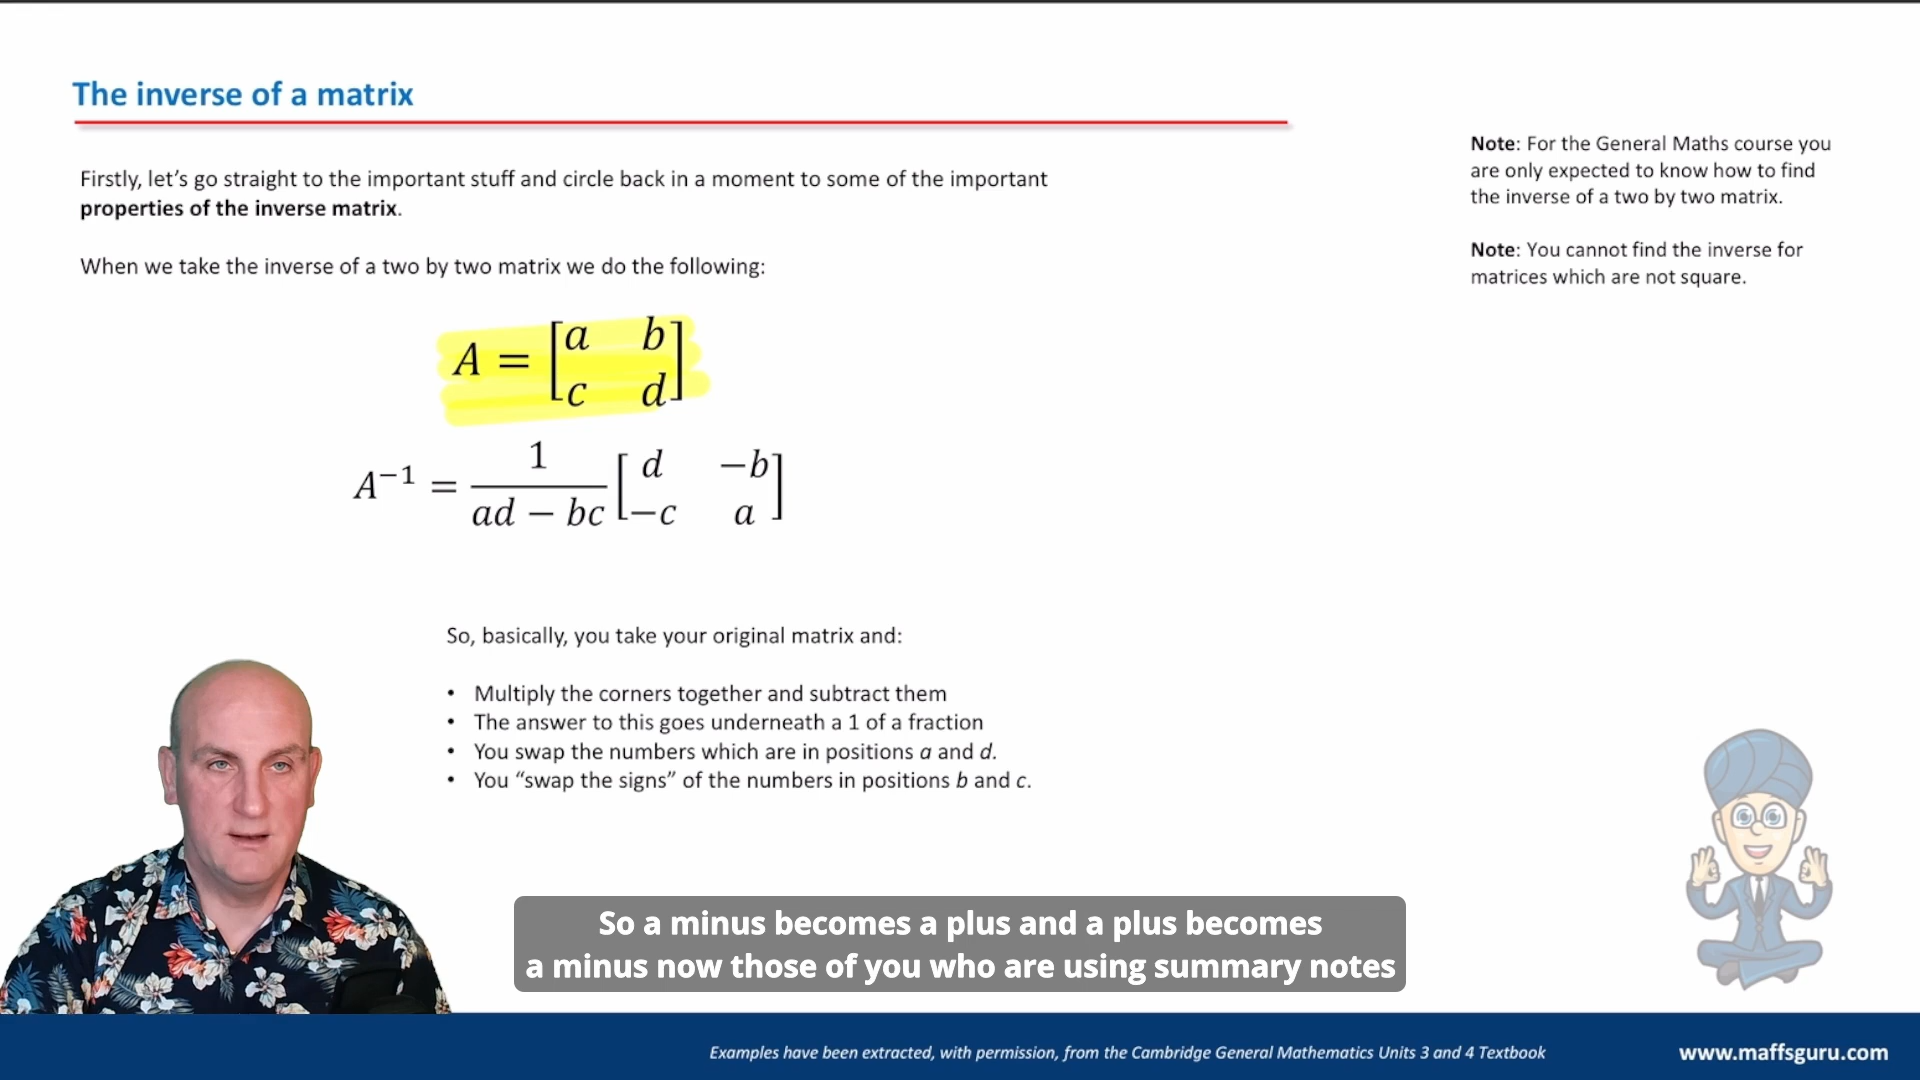 The inverse of a matrix
Firstly, let’s go straight to the important stuff and circle back in a moment to some of the important
properties of the inverse matrix.
When we take the inverse of a two by two matrix we do the following:
A = [a b]
[c d]
A⁻¹ = 1/(ad − bc) [d −b]
[−c a]
So, basically, you take your original matrix and:
• Multiply the corners together and subtract them
• The answer to this goes underneath a 1 of a fraction
• You swap the numbers which are in positions a and d.
• You “swap the signs” of the numbers in positions b and c.
Note: For the General Maths course you
are only expected to know how to find
the inverse of a two by two matrix.
Note: You cannot find the inverse for
matrices which are not square.
So a minus becomes a plus and a plus becomes
a minus now those of you who are using summary notes
Examples have been extracted, with permission, from the Cambridge General Mathematics Units 3 and 4 Textbook
www.maffsguru.com